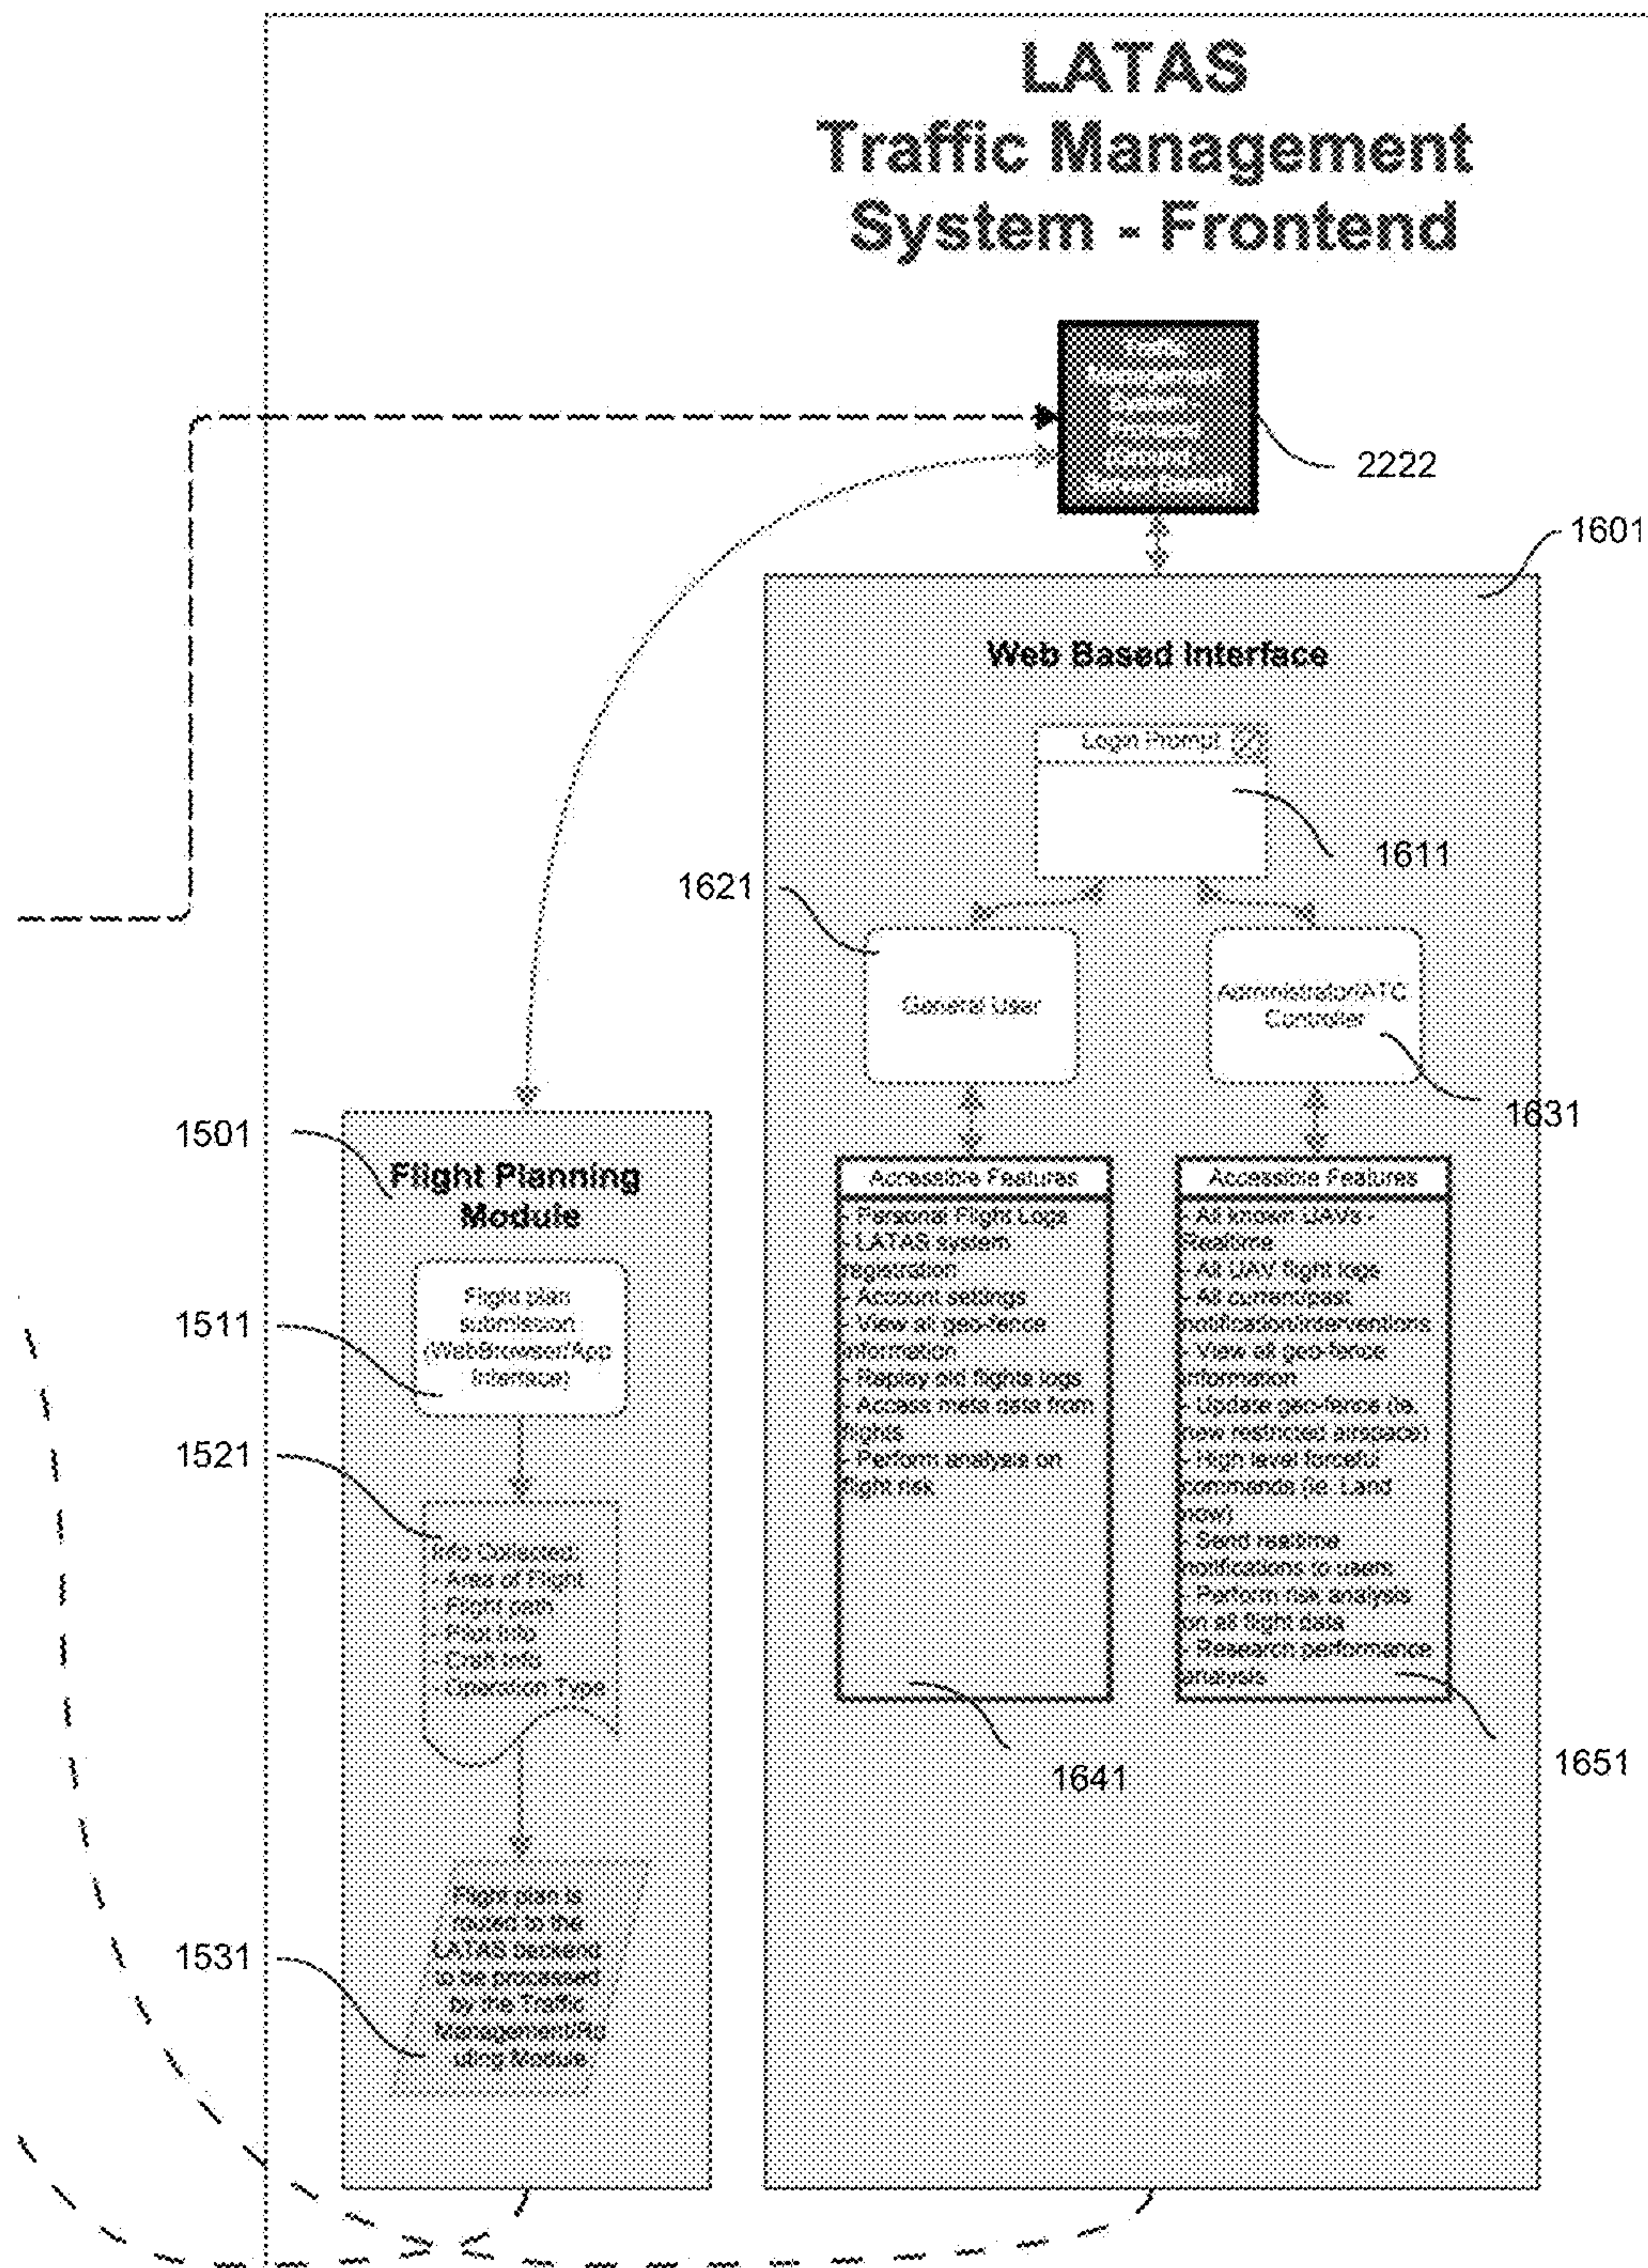 LATAS
Traffic Management
System - Frontend
2222
1601
Web Based Interface
Login Prompt
1611
1621
General User
Administrator/ATC
Controller
1631
1501
Flight Planning
Module
Accessible Features
- Personal Flight Logs
- LATAS system
registration
- Account settings
- View all geo-fence
information
- Replay old flights logs
- Access meta data from
flights
- Perform analysis on
flight risk
Accessible Features
- All known UAVs -
Realtime
- All UAV flight logs
- All current/past
notification/interventions
- View all geo-fence
information
- Update geo-fence (ie.
new restricted airspace)
- High level forceful
commands (ie. Land
now)
- Send realtime
notifications to users
- Perform risk analysis
on all flight data
- Research performance
analysis
1511
Flight plan
submission
(WebBrowser/App
Interface)
1521
Info Collected:
- Area of Flight
- Flight path
- Pilot info
- Craft info
- Operation Type
1641
1651
1531
Flight plan is
routed to the
LATAS backend
to be processed
by the Traffic
Management/Ro
uting Module